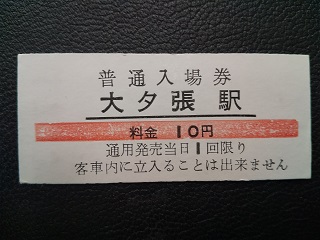 普通入場券
大夕張駅
料金 10円
通用発売当日1回限り
客車内に立入ることは出来ません